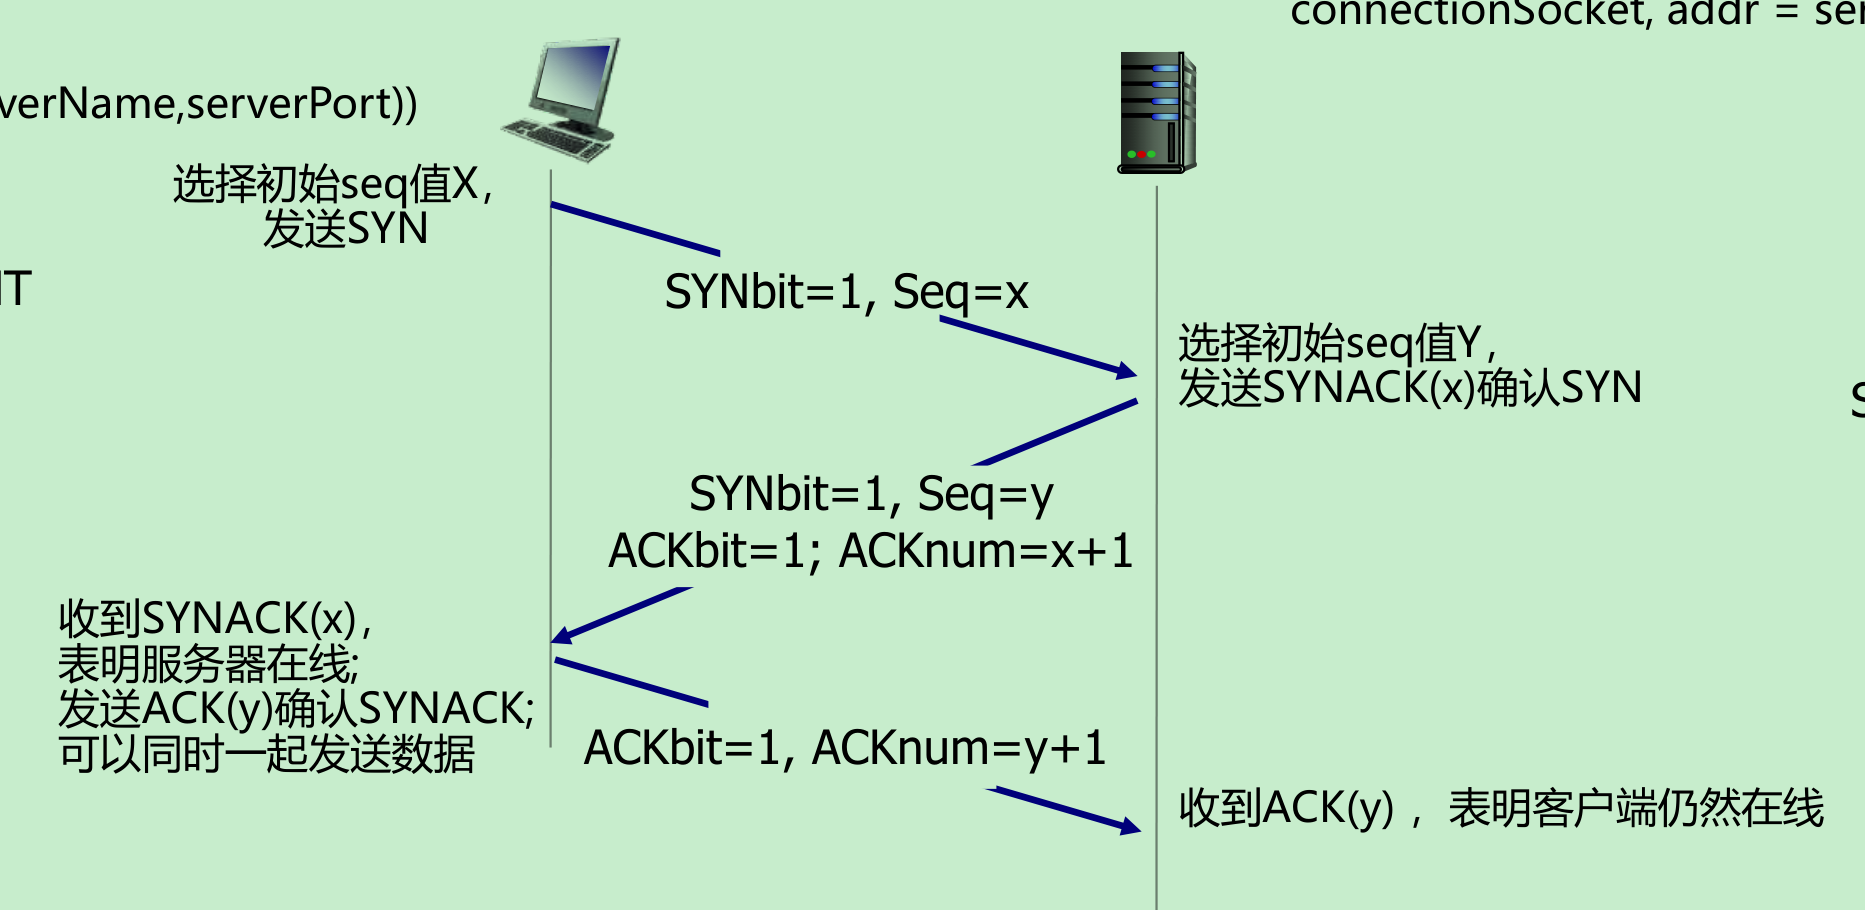 connectionSocket, addr = ser
verName,serverPort))
选择初始seq值X，
发送SYN
SYNbit=1, Seq=x
选择初始seq值Y，
发送SYNACK(x)确认SYN
SYNbit=1, Seq=y
ACKbit=1; ACKnum=x+1
收到SYNACK(x)，
表明服务器在线;
发送ACK(y)确认SYNACK;
可以同时一起发送数据
ACKbit=1, ACKnum=y+1
收到ACK(y) ，表明客户端仍然在线